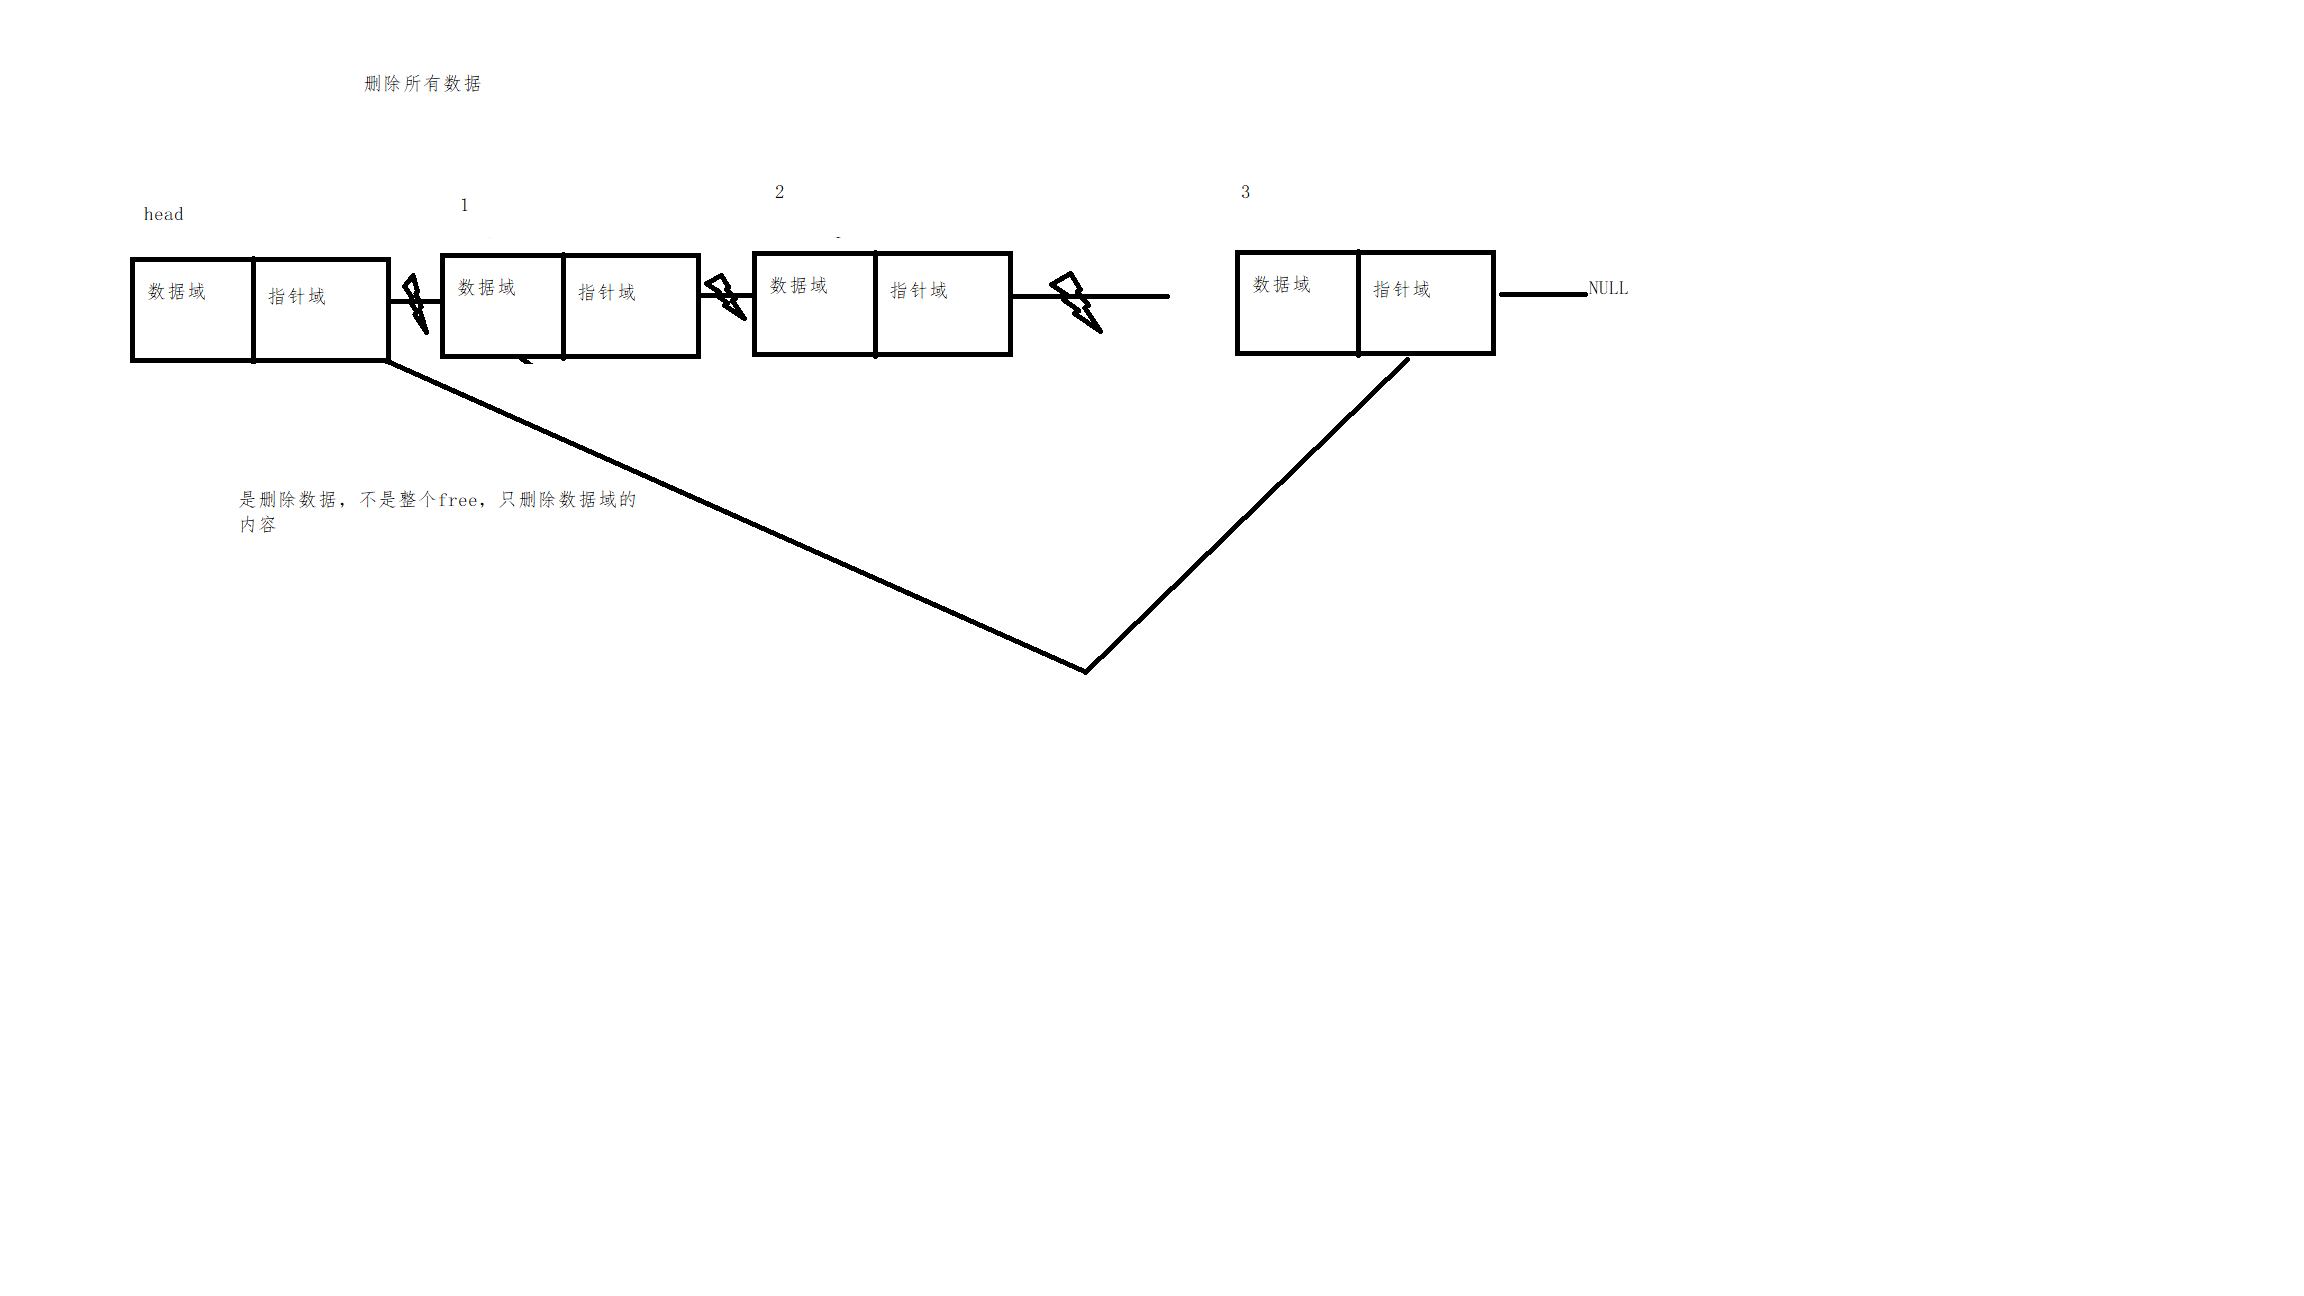 删除所有数据
head
1
2
3
数据域
指针域
数据域
指针域
数据域
指针域
数据域
指针域
NULL
是删除数据，不是整个free，只删除数据域的
内容